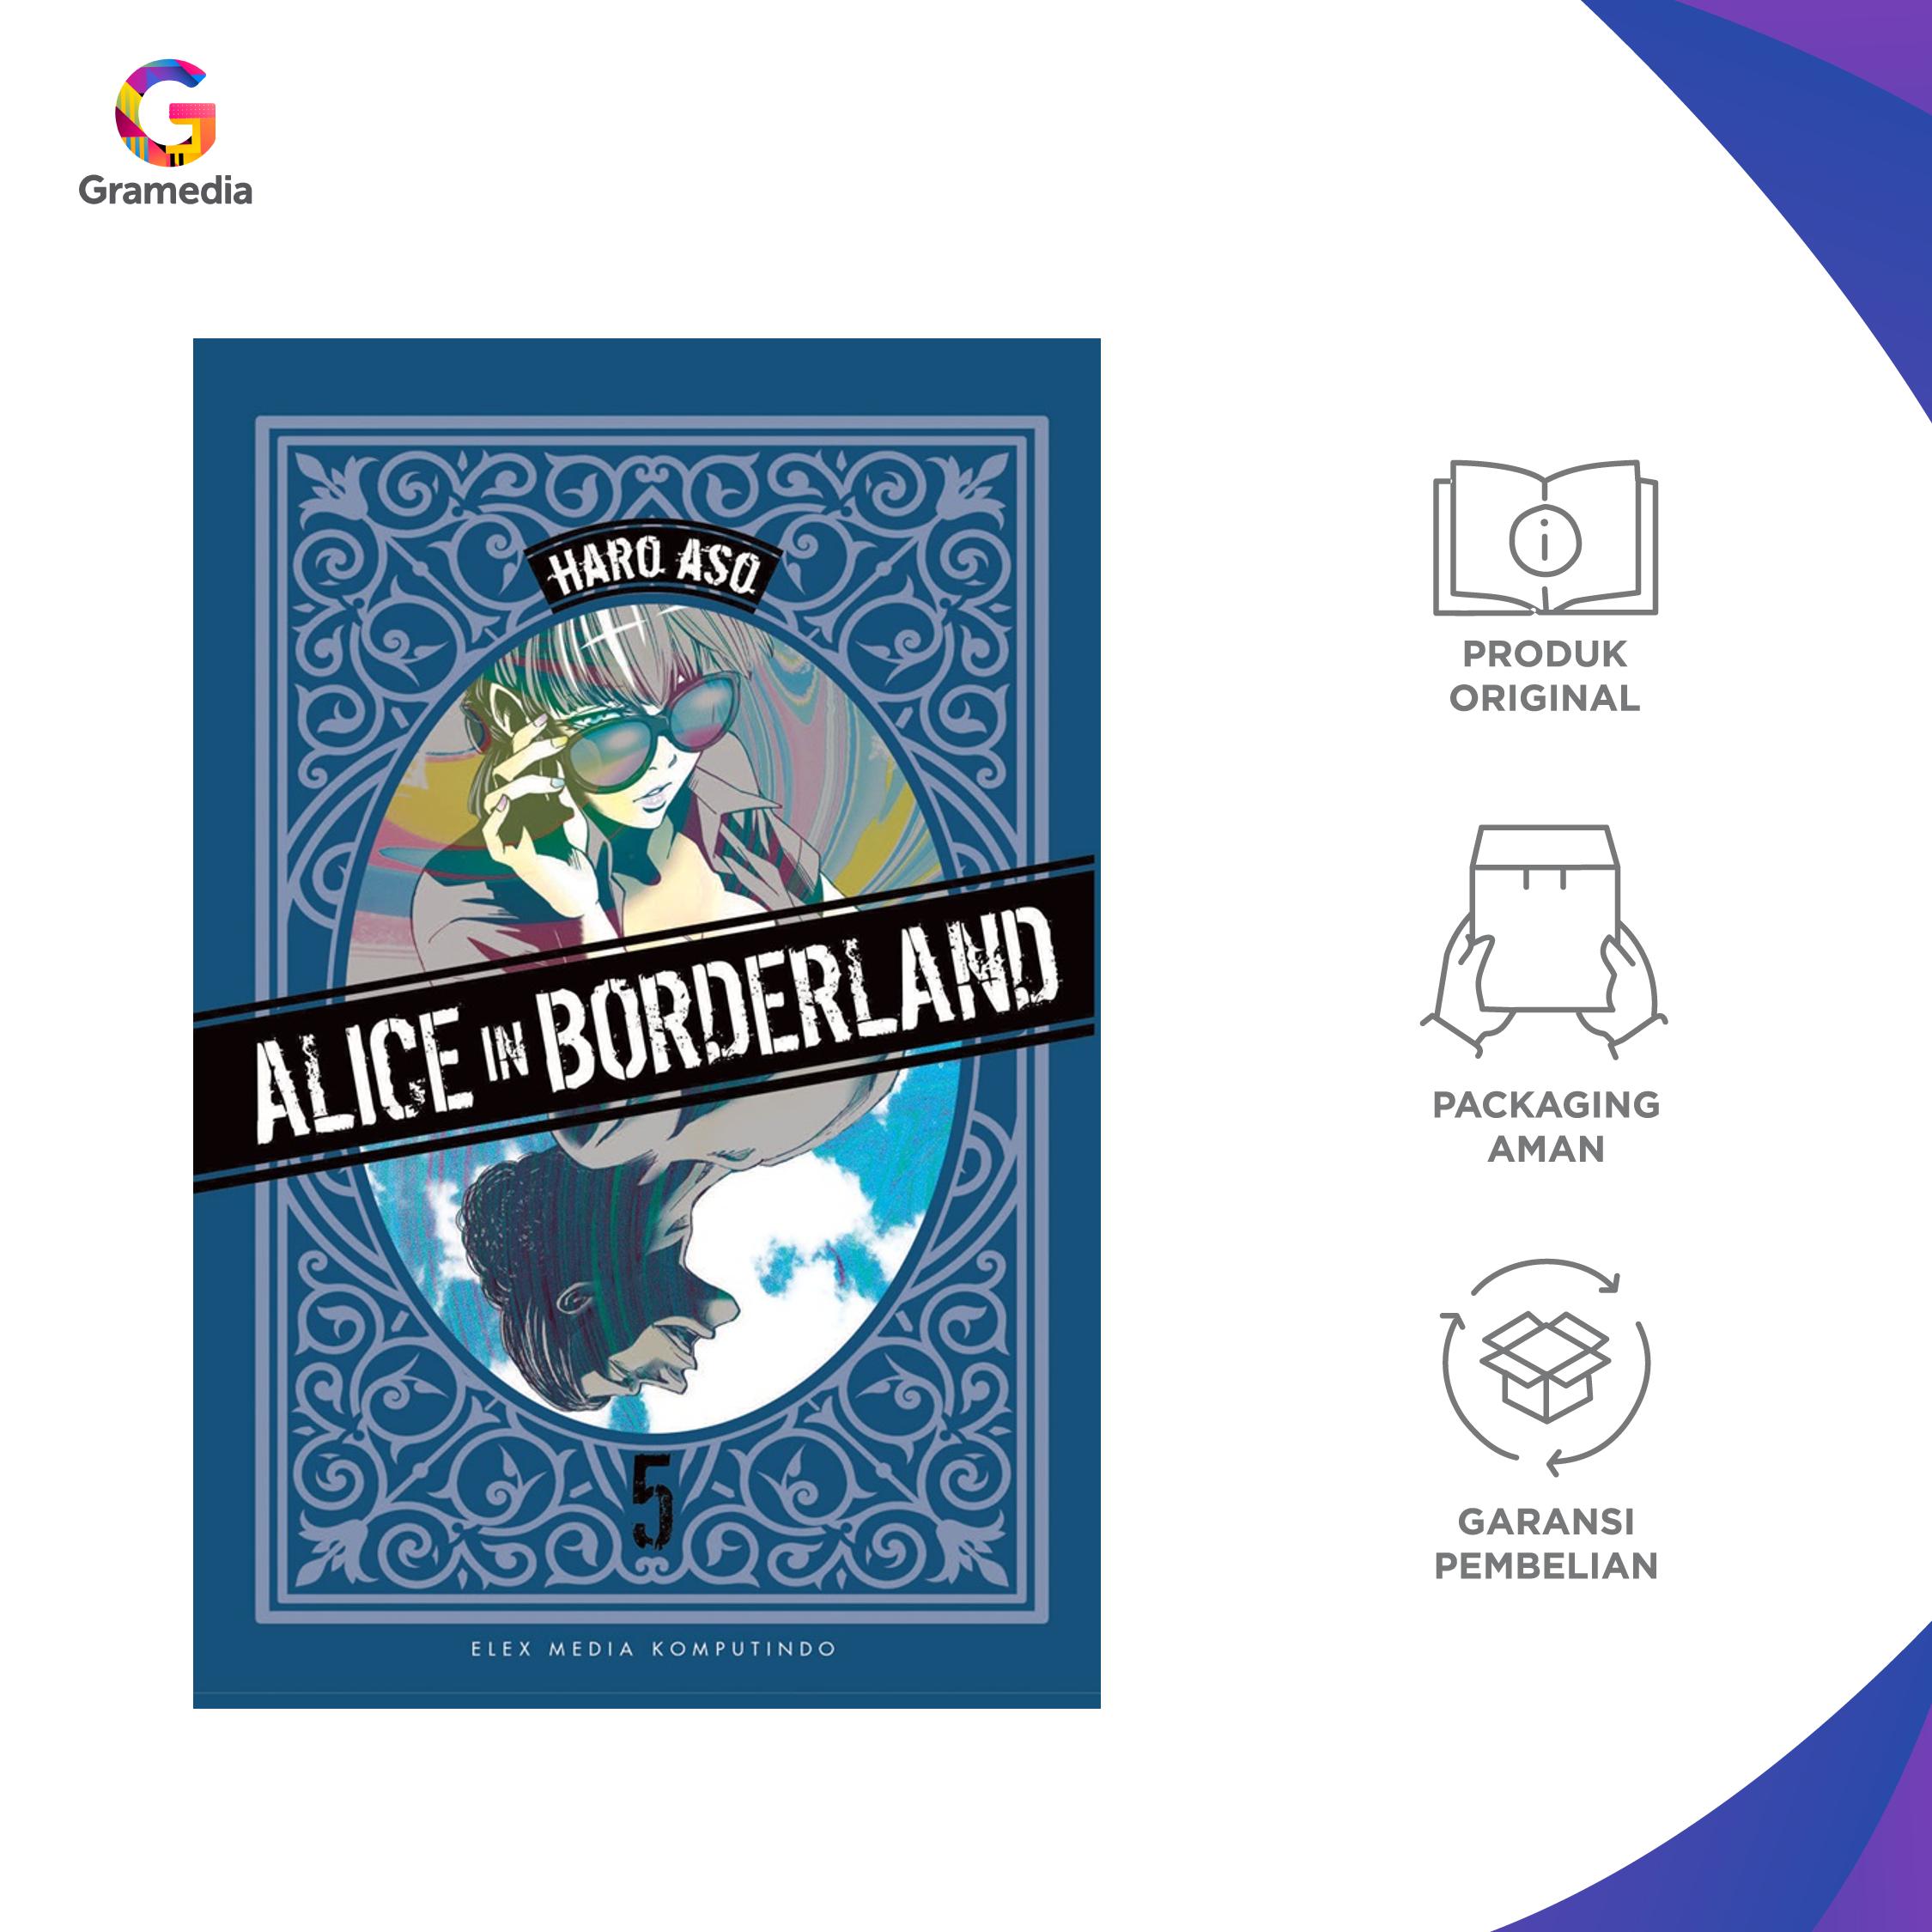 Gramedia
HARO ASO
ALICE IN BORDERLAND
5
ELEX MEDIA KOMPUTINDO
PRODUK
ORIGINAL
PACKAGING
AMAN
GARANSI
PEMBELIAN